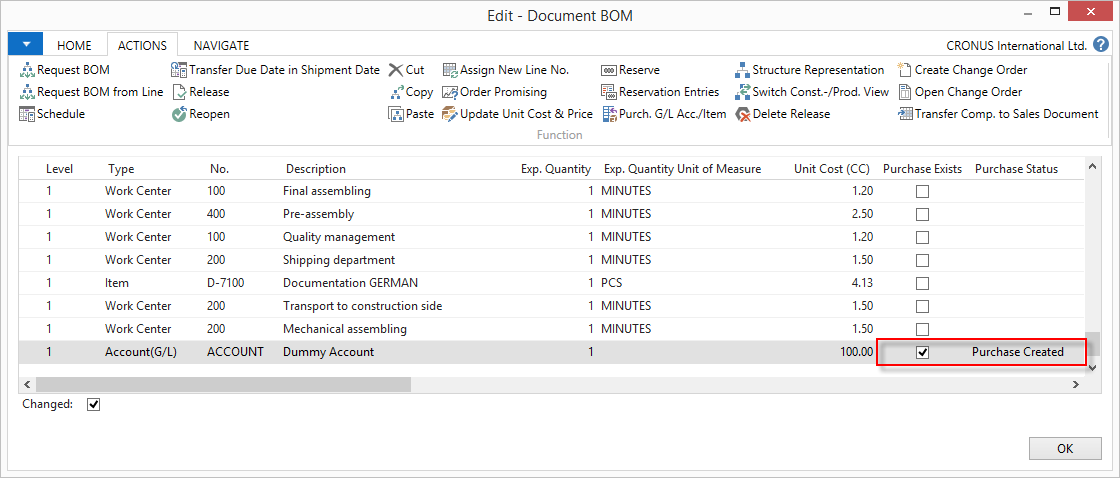 Edit - Document BOM
HOME ACTIONS NAVIGATE CRONUS International Ltd. ?
Request BOM Transfer Due Date in Shipment Date Cut Assign New Line No. Reserve Structure Representation Create Change Order
Request BOM from Line Release Copy Order Promising Reservation Entries Switch Const.-/Prod. View Open Change Order
Schedule Reopen Paste Update Unit Cost & Price Purch. G/L Acc./Item Delete Release Transfer Comp. to Sales Document
Function
Level Type No. Description Exp. Quantity Exp. Quantity Unit of Measure Unit Cost (CC) Purchase Exists Purchase Status
1 Work Center 100 Final assembling 1 MINUTES 1.20
1 Work Center 400 Pre-assembly 1 MINUTES 2.50
1 Work Center 100 Quality management 1 MINUTES 1.20
1 Work Center 200 Shipping department 1 MINUTES 1.50
1 Item D-7100 Documentation GERMAN 1 PCS 4.13
1 Work Center 200 Transport to construction side 1 MINUTES 1.50
1 Work Center 200 Mechanical assembling 1 MINUTES 1.50
1 Account(G/L) ACCOUNT Dummy Account 1 100.00 Purchase Created
Changed:
OK